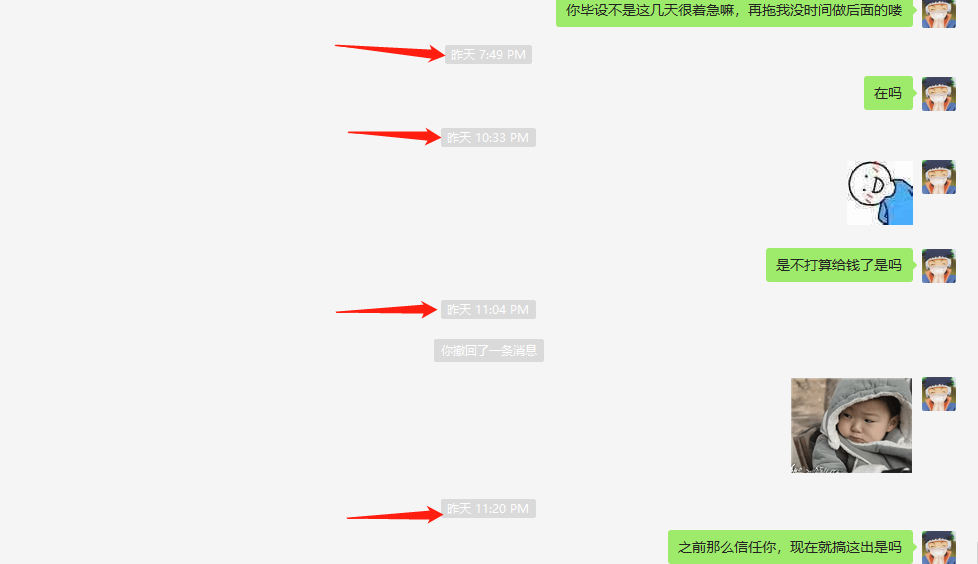 你毕设不是这几天很着急嘛，再拖我没时间做后面的喽
昨天 7:49 PM
在吗
昨天 10:33 PM
是不打算给钱了是吗
昨天 11:04 PM
你撤回了一条消息
昨天 11:20 PM
之前那么信任你，现在就搞这出是吗